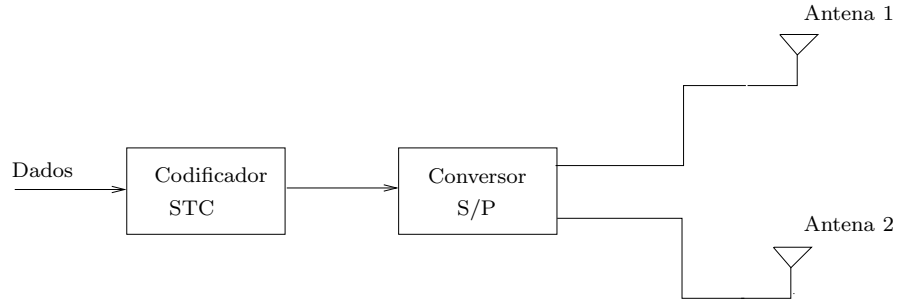 Antena 1
Dados
Codificador
STC
Conversor
S/P
Antena 2